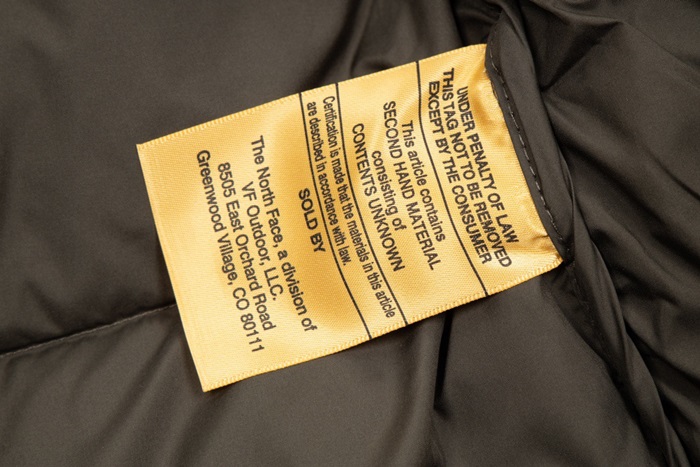 UNDER PENALTY OF LAW
THIS TAG NOT TO BE REMOVED
EXCEPT BY THE CONSUMER
This article contains
SECOND HAND MATERIAL
consisting of
CONTENTS UNKNOWN
Certification is made that the materials in this article
are described in accordance with law.
SOLD BY
The North Face, a division of
VF Outdoor, LLC.
8505 East Orchard Road
Greenwood Village, CO 80111